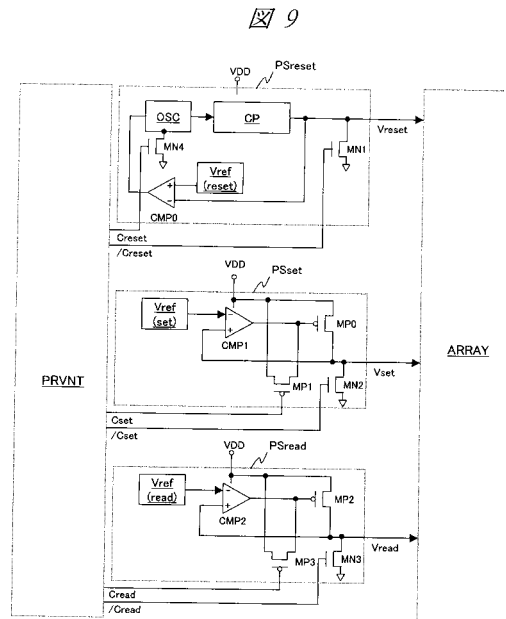 図 9
PSreset
VDD
OSC
CP
Vreset
MN4
MN1
Vref
(reset)
CMP0
Creset
/Creset
PSset
VDD
Vref
(set)
MP0
CMP1
ARRAY
PRVNT
Vset
MP1
MN2
Cset
/Cset
PSread
VDD
Vref
(read)
MP2
CMP2
Vread
MP3
MN3
Cread
/Cread